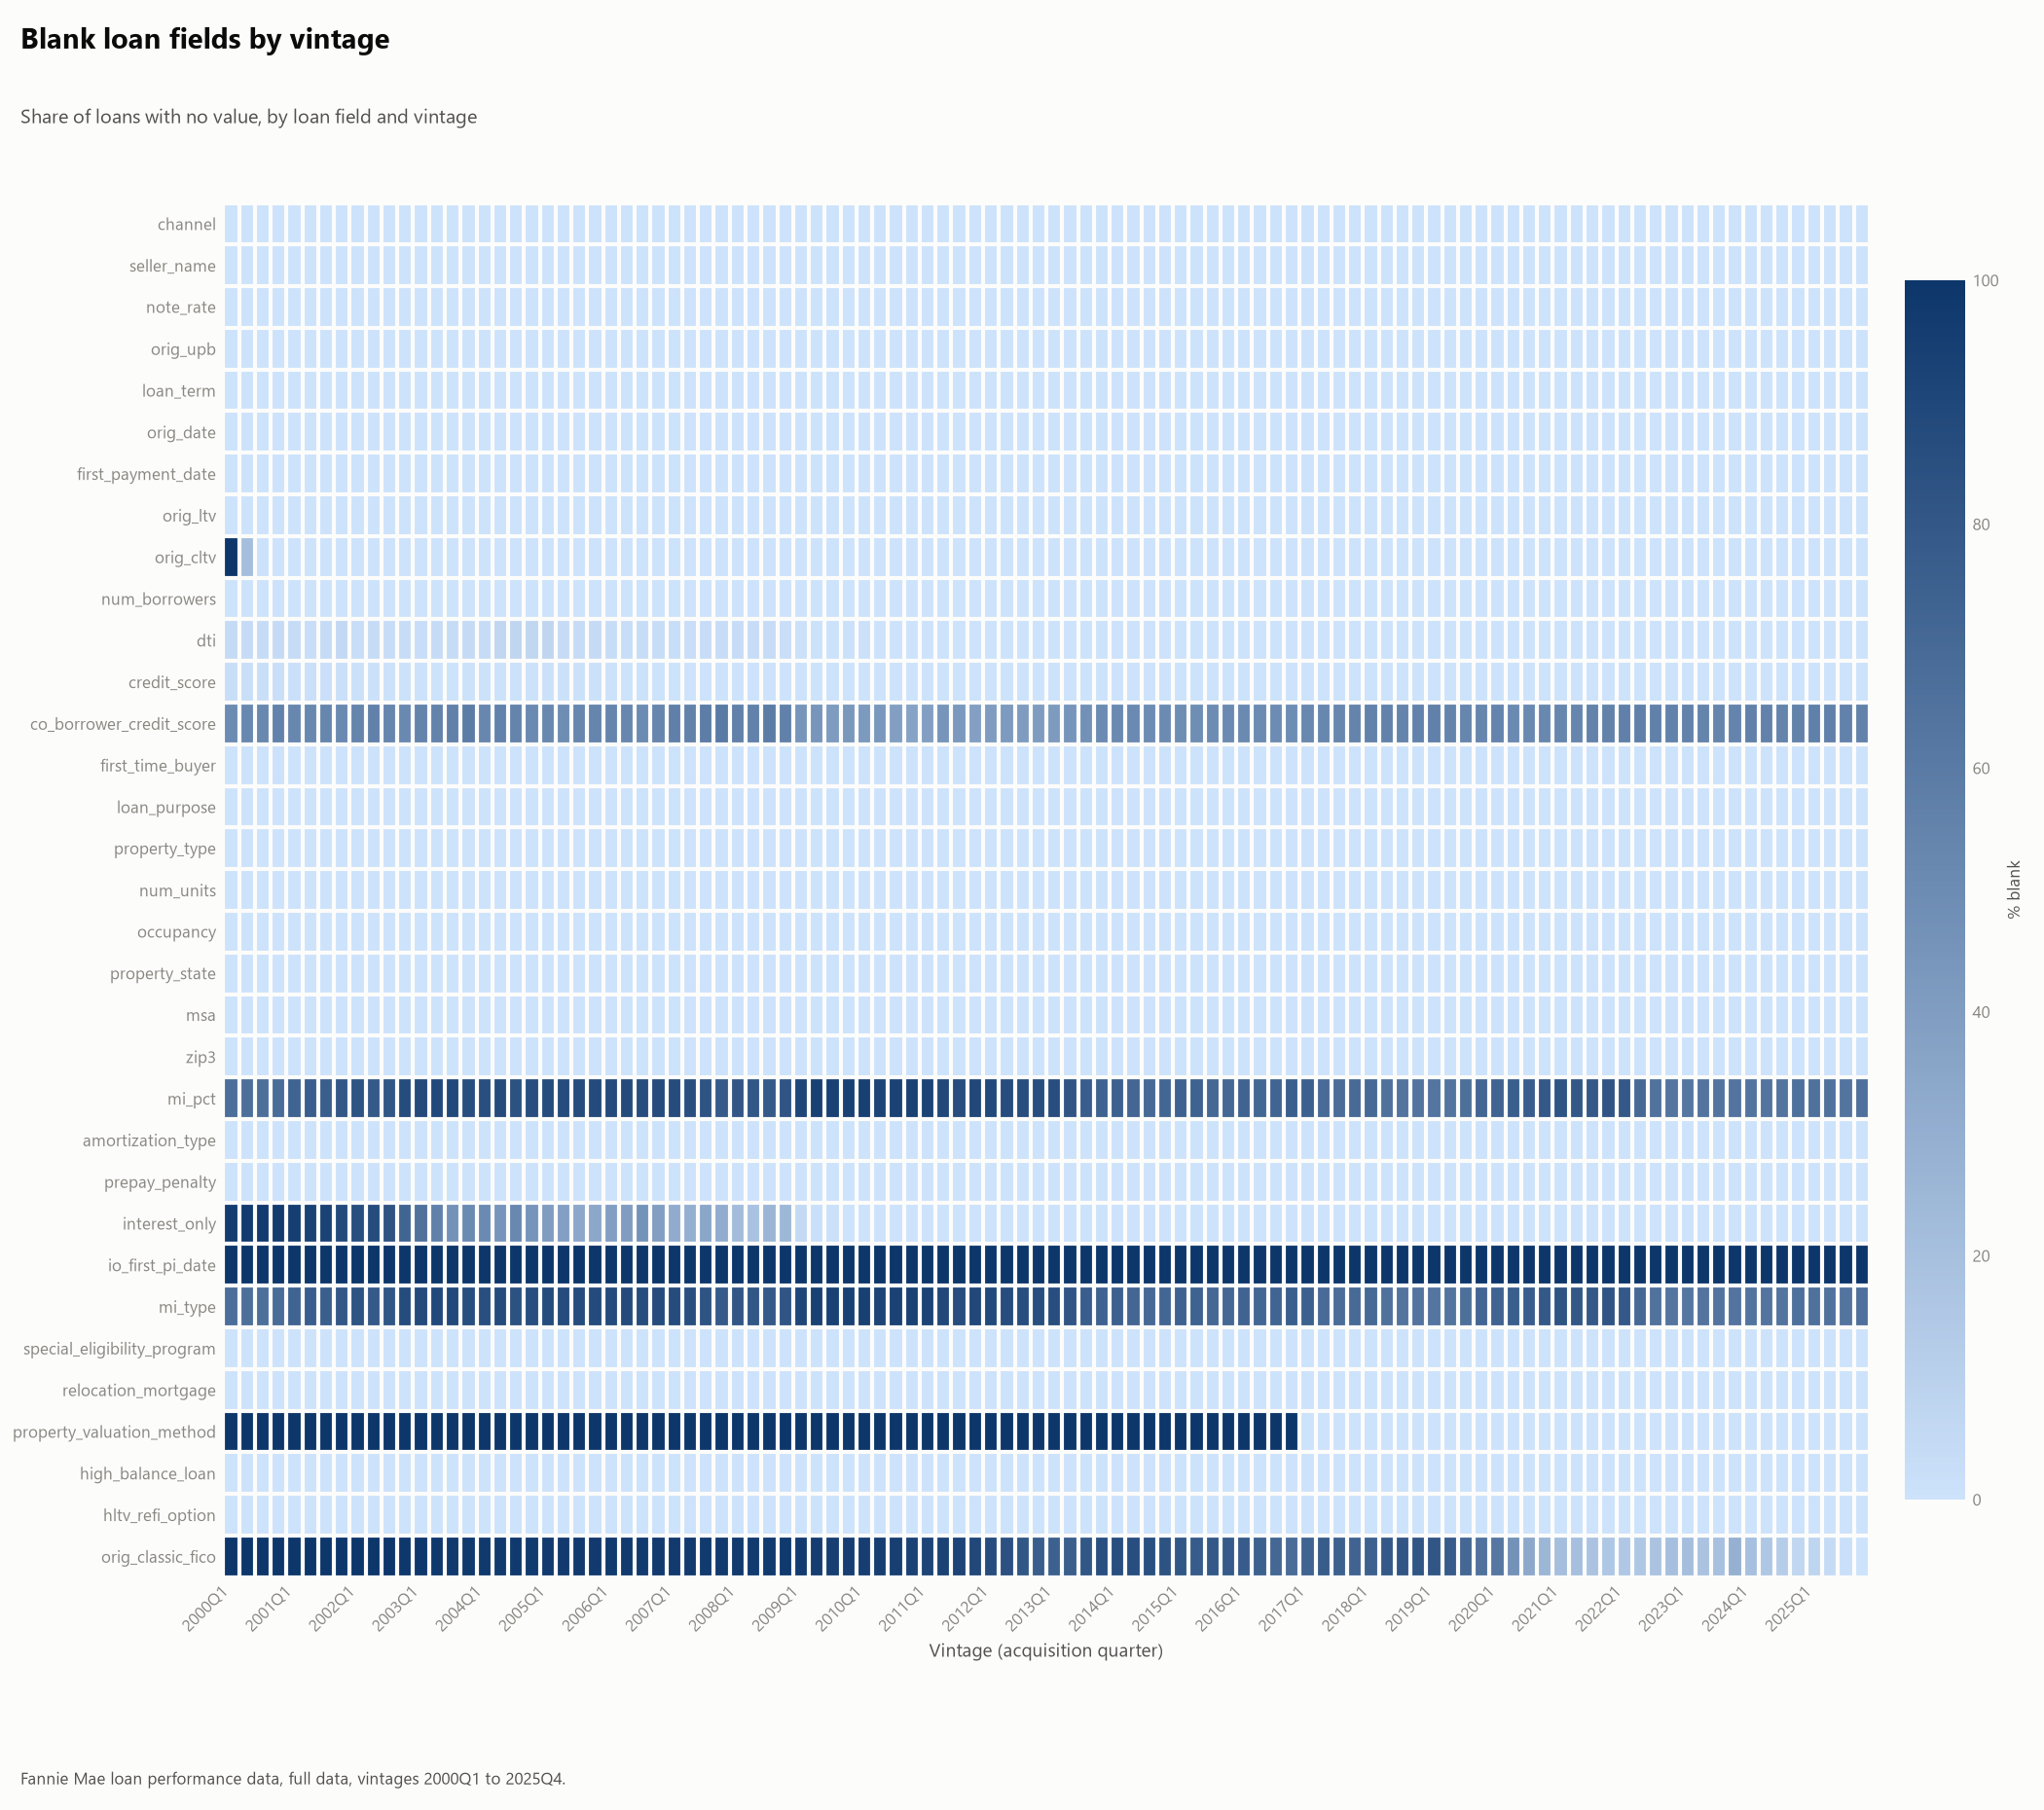 Blank loan fields by vintage
Share of loans with no value, by loan field and vintage
channel
seller_name
note_rate
orig_upb
loan_term
orig_date
first_payment_date
orig_ltv
orig_cltv
num_borrowers
dti
credit_score
co_borrower_credit_score
first_time_buyer
loan_purpose
property_type
num_units
occupancy
property_state
msa
zip3
mi_pct
amortization_type
prepay_penalty
interest_only
io_first_pi_date
mi_type
special_eligibility_program
relocation_mortgage
property_valuation_method
high_balance_loan
hltv_refi_option
orig_classic_fico
2000Q1 2001Q1 2002Q1 2003Q1 2004Q1 2005Q1 2006Q1 2007Q1 2008Q1 2009Q1 2010Q1 2011Q1 2012Q1 2013Q1 2014Q1 2015Q1 2016Q1 2017Q1 2018Q1 2019Q1 2020Q1 2021Q1 2022Q1 2023Q1 2024Q1 2025Q1
Vintage (acquisition quarter)
100
80
60
40
20
0
% blank
Fannie Mae loan performance data, full data, vintages 2000Q1 to 2025Q4.